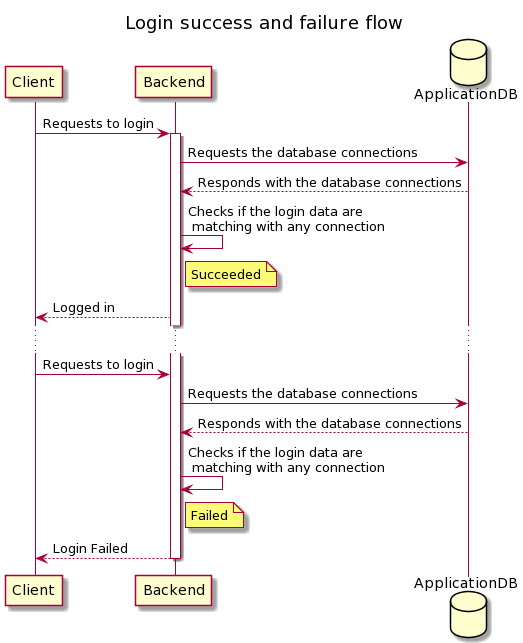 Login success and failure flow
Client
Backend
ApplicationDB
Requests to login
Requests the database connections
Responds with the database connections
Checks if the login data are
matching with any connection
Succeeded
Logged in
Requests to login
Requests the database connections
Responds with the database connections
Checks if the login data are
matching with any connection
Failed
Login Failed
Client
Backend
ApplicationDB